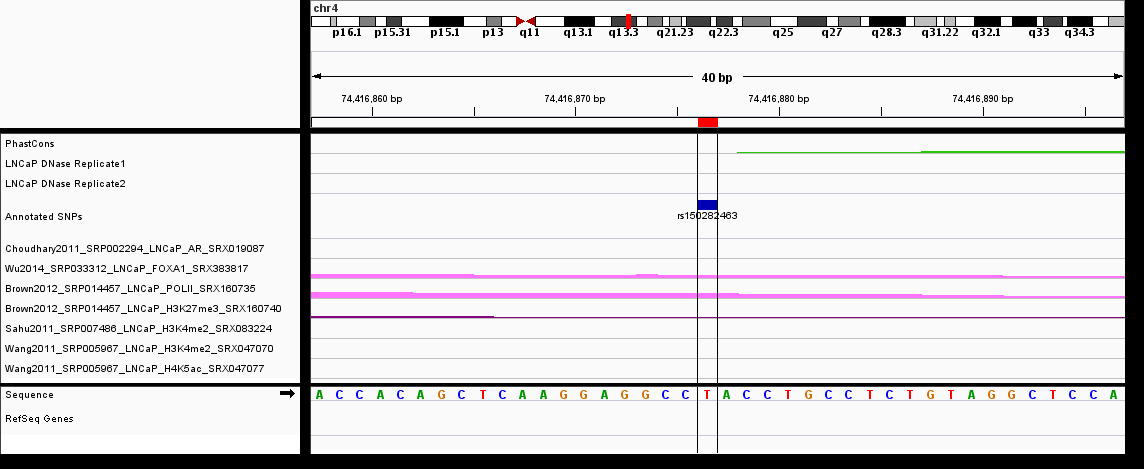 chr4
p16.1 p15.31 p15.1 p13 q11 q13.1 q13.3 q21.23 q22.3 q25 q27 q28.3 q31.22 q32.1 q33 q34.3
40 bp
74,416,860 bp 74,416,870 bp 74,416,880 bp 74,416,890 bp
PhastCons
LNCaP DNase Replicate1
LNCaP DNase Replicate2
Annotated SNPs
rs150282463
Choudhary2011_SRP002294_LNCaP_AR_SRX019087
Wu2014_SRP033312_LNCaP_FOXA1_SRX383817
Brown2012_SRP014457_LNCaP_POLII_SRX160735
Brown2012_SRP014457_LNCaP_H3K27me3_SRX160740
Sahu2011_SRP007486_LNCaP_H3K4me2_SRX083224
Wang2011_SRP005967_LNCaP_H3K4me2_SRX047070
Wang2011_SRP005967_LNCaP_H4K5ac_SRX047077
Sequence A C C A C A G C T C A A G G A G G C C T A C C T G C C T C T G T A G G C T C C A
RefSeq Genes